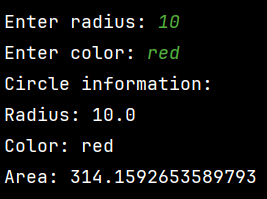 Enter radius: 10
Enter color: red
Circle information:
Radius: 10.0
Color: red
Area: 314.1592653589793